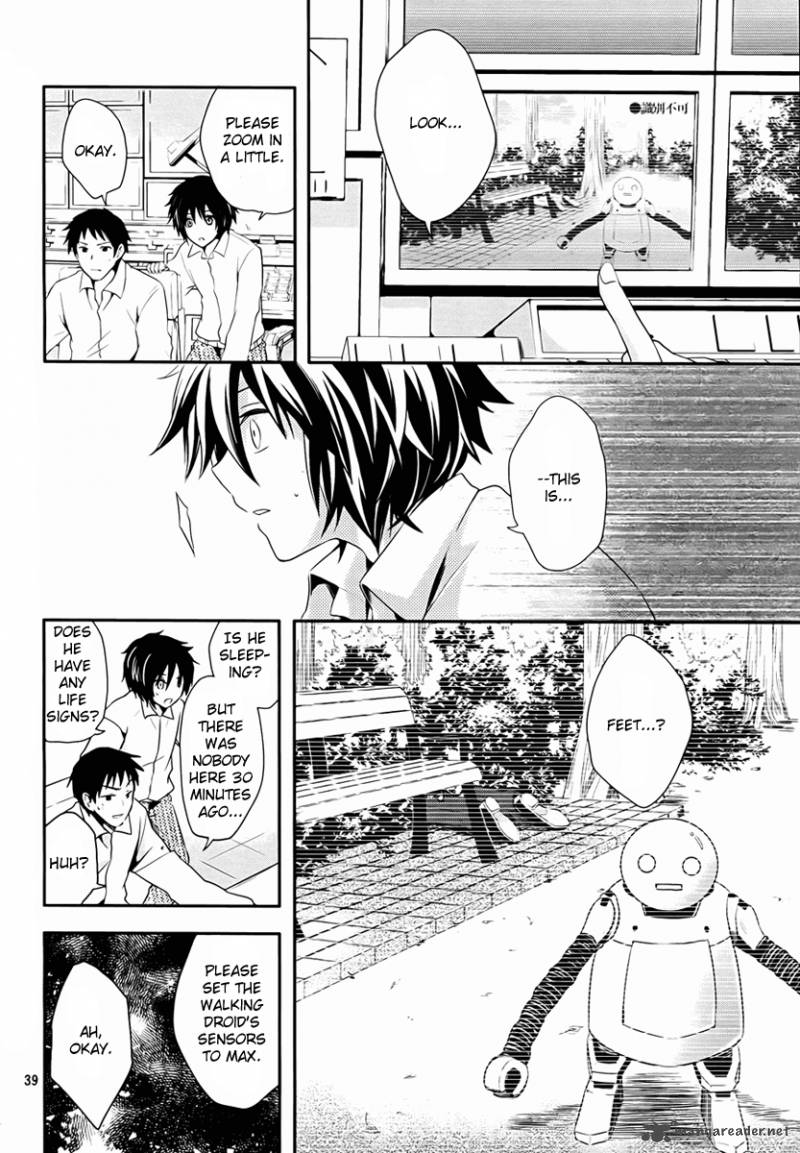 LOOK...
識別不可
PLEASE
ZOOM IN
A LITTLE.
OKAY.
--THIS
IS...
FEET...?
IS HE
SLEEP-
ING?
BUT
THERE
WAS
NOBODY
HERE 30
MINUTES
AGO...
DOES
HE
HAVE
ANY
LIFE
SIGNS?
HUH?
PLEASE
SET THE
WALKING
DROID'S
SENSORS
TO MAX.
AH,
OKAY.
39
mangareader.net